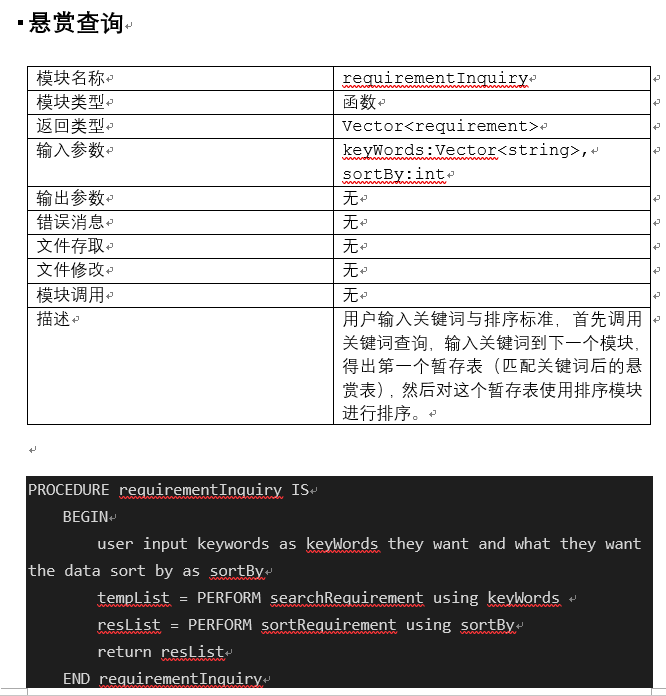 悬赏查询
模块名称 requirementInquiry
模块类型 函数
返回类型 Vector<requirement>
输入参数 keyWords:Vector<string>,
sortBy:int
输出参数 无
错误消息 无
文件存取 无
文件修改 无
模块调用 无
描述 用户输入关键词与排序标准，首先调用
关键词查询，输入关键词到下一个模块，
得出第一个暂存表（匹配关键词后的悬
赏表），然后对这个暂存表使用排序模块
进行排序。
PROCEDURE requirementInquiry IS
BEGIN
user input keywords as keyWords they want and what they want
the data sort by as sortBy
tempList = PERFORM searchRequirement using keyWords
resList = PERFORM sortRequirement using sortBy
return resList
END requirementInquiry